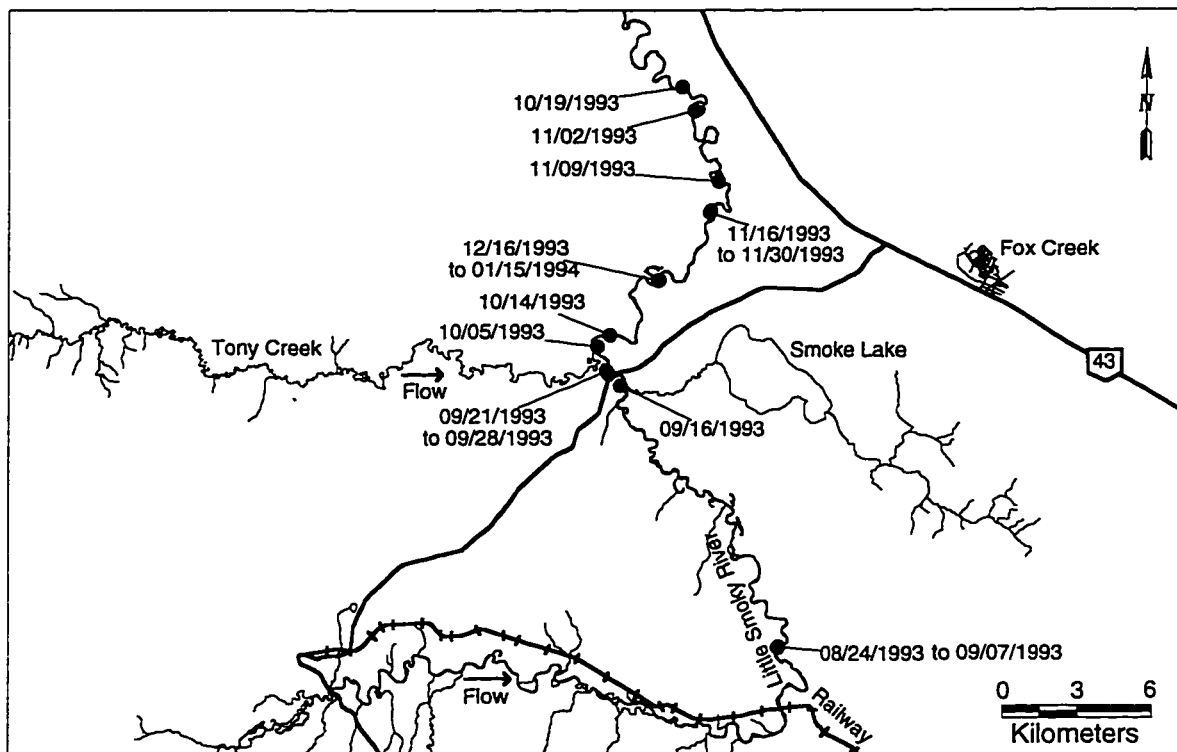 10/19/1993
N
11/02/1993
11/09/1993
11/16/1993
to 11/30/1993
12/16/1993
to 01/15/1994
Fox Creek
10/14/1993
10/05/1993
Tony Creek
Smoke Lake
43
Flow
09/21/1993
to 09/28/1993
09/16/1993
Little Smoky River
08/24/1993 to 09/07/1993
Flow
Railway
0 3 6
Kilometers